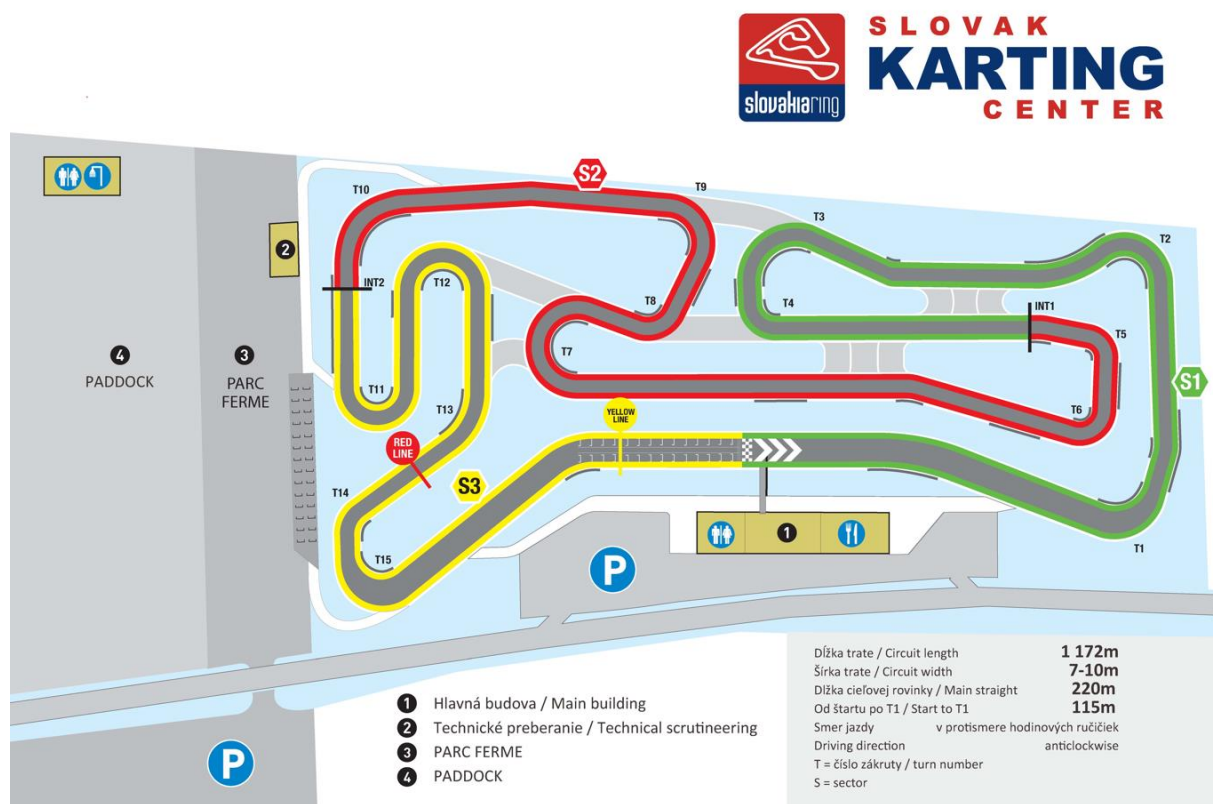 SLOVAK
KARTING
CENTER
slovakiaring
S2
T10
T9
T3
T2
2
INT2
T12
T8
T4
INT1
T5
4
PADDOCK
3
PARC
FERME
T7
T11
T13
T6
S1
YELLOW
LINE
RED
LINE
S3
T14
T15
1
T1
P
P
1 Hlavná budova / Main building
2 Technické preberanie / Technical scrutineering
3 PARC FERME
4 PADDOCK
Dĺžka trate / Circuit length 1 172m
Šírka trate / Circuit width 7-10m
Dlžka cieľovej rovinky / Main straight 220m
Od štartu po T1 / Start to T1 115m
Smer jazdy v protismere hodinových ručičiek
Driving direction anticlockwise
T = číslo zákruty / turn number
S = sector